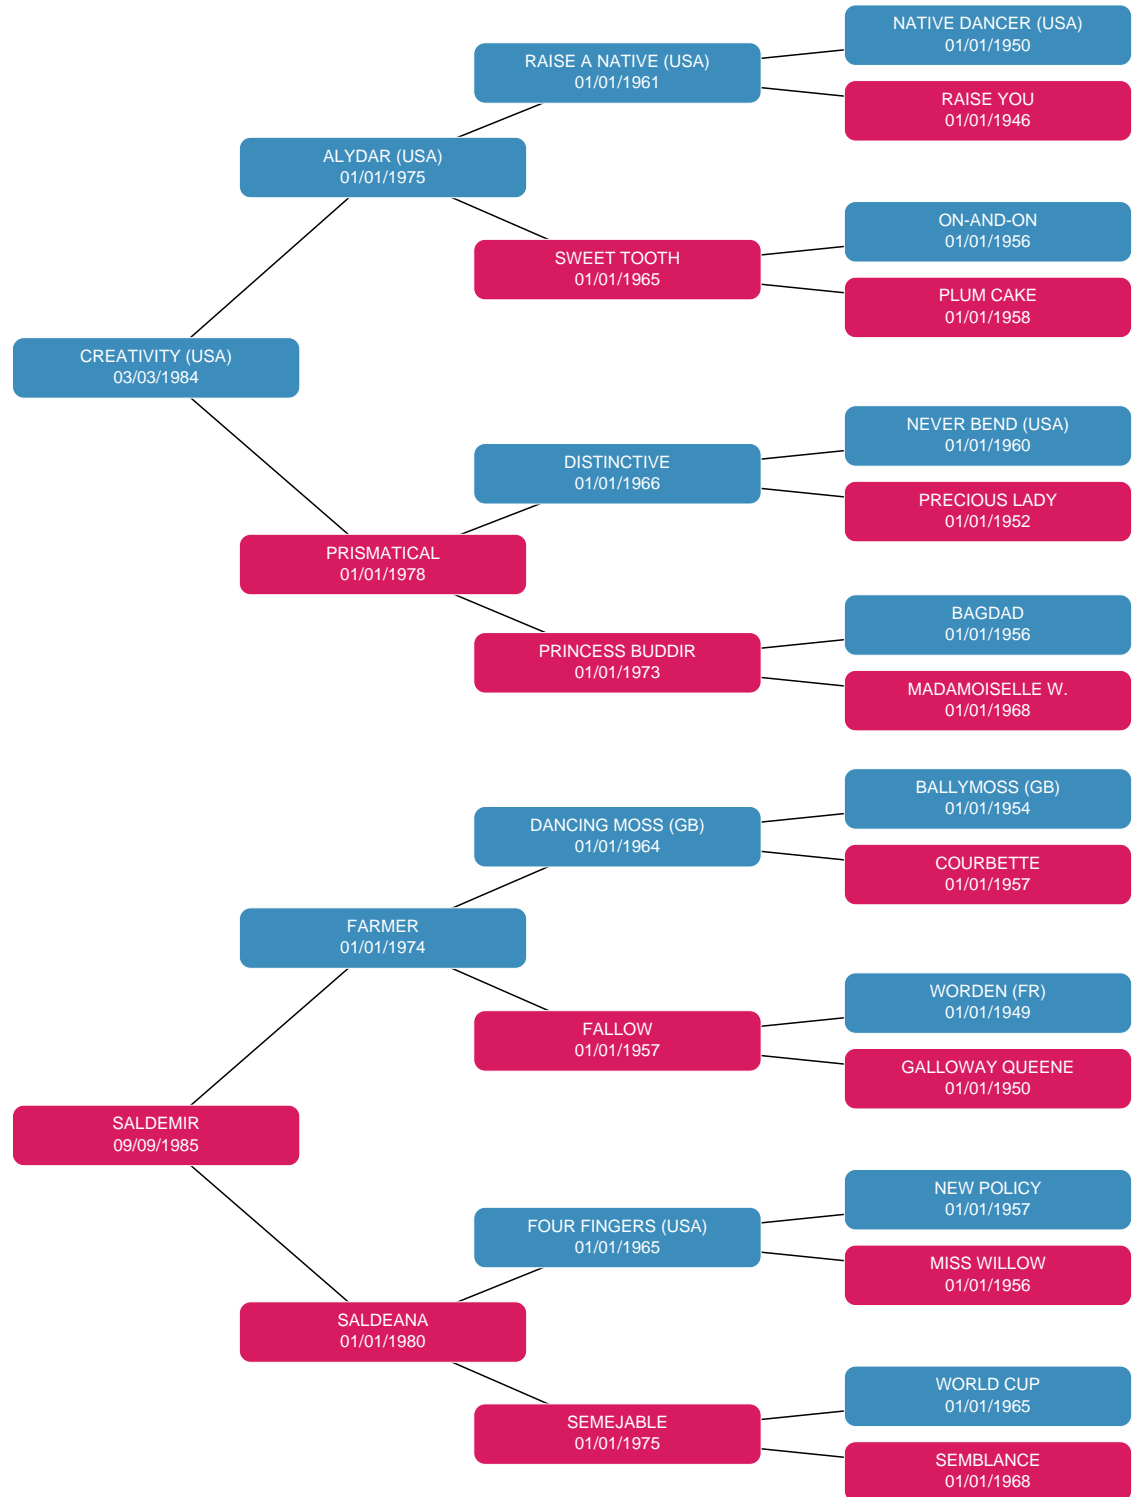 NATIVE DANCER (USA)
01/01/1950
RAISE A NATIVE (USA)
01/01/1961
RAISE YOU
01/01/1946
ALYDAR (USA)
01/01/1975
ON-AND-ON
01/01/1956
SWEET TOOTH
01/01/1965
PLUM CAKE
01/01/1958
CREATIVITY (USA)
03/03/1984
NEVER BEND (USA)
01/01/1960
DISTINCTIVE
01/01/1966
PRECIOUS LADY
01/01/1952
PRISMATICAL
01/01/1978
BAGDAD
01/01/1956
PRINCESS BUDDIR
01/01/1973
MADAMOISELLE W.
01/01/1968
BALLYMOSS (GB)
01/01/1954
DANCING MOSS (GB)
01/01/1964
COURBETTE
01/01/1957
FARMER
01/01/1974
WORDEN (FR)
01/01/1949
FALLOW
01/01/1957
GALLOWAY QUEENE
01/01/1950
SALDEMIR
09/09/1985
NEW POLICY
01/01/1957
FOUR FINGERS (USA)
01/01/1965
MISS WILLOW
01/01/1956
SALDEANA
01/01/1980
WORLD CUP
01/01/1965
SEMEJABLE
01/01/1975
SEMBLANCE
01/01/1968